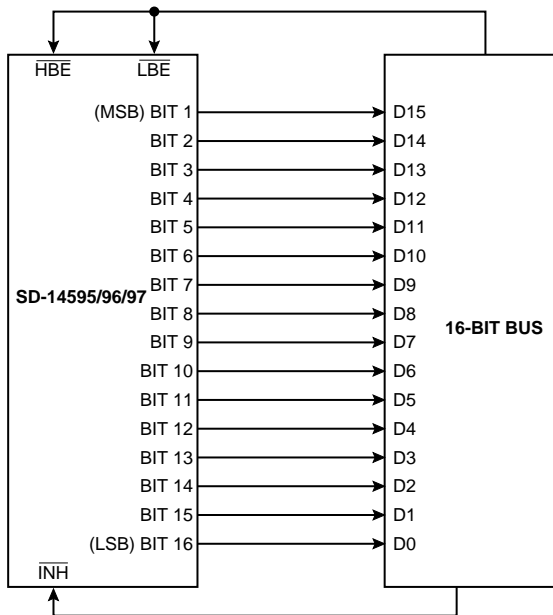 HBE LBE
(MSB) BIT 1 D15
BIT 2 D14
BIT 3 D13
BIT 4 D12
BIT 5 D11
BIT 6 D10
BIT 7 D9
SD-14595/96/97
BIT 8 D8
16-BIT BUS
BIT 9 D7
BIT 10 D6
BIT 11 D5
BIT 12 D4
BIT 13 D3
BIT 14 D2
BIT 15 D1
(LSB) BIT 16 D0
INH